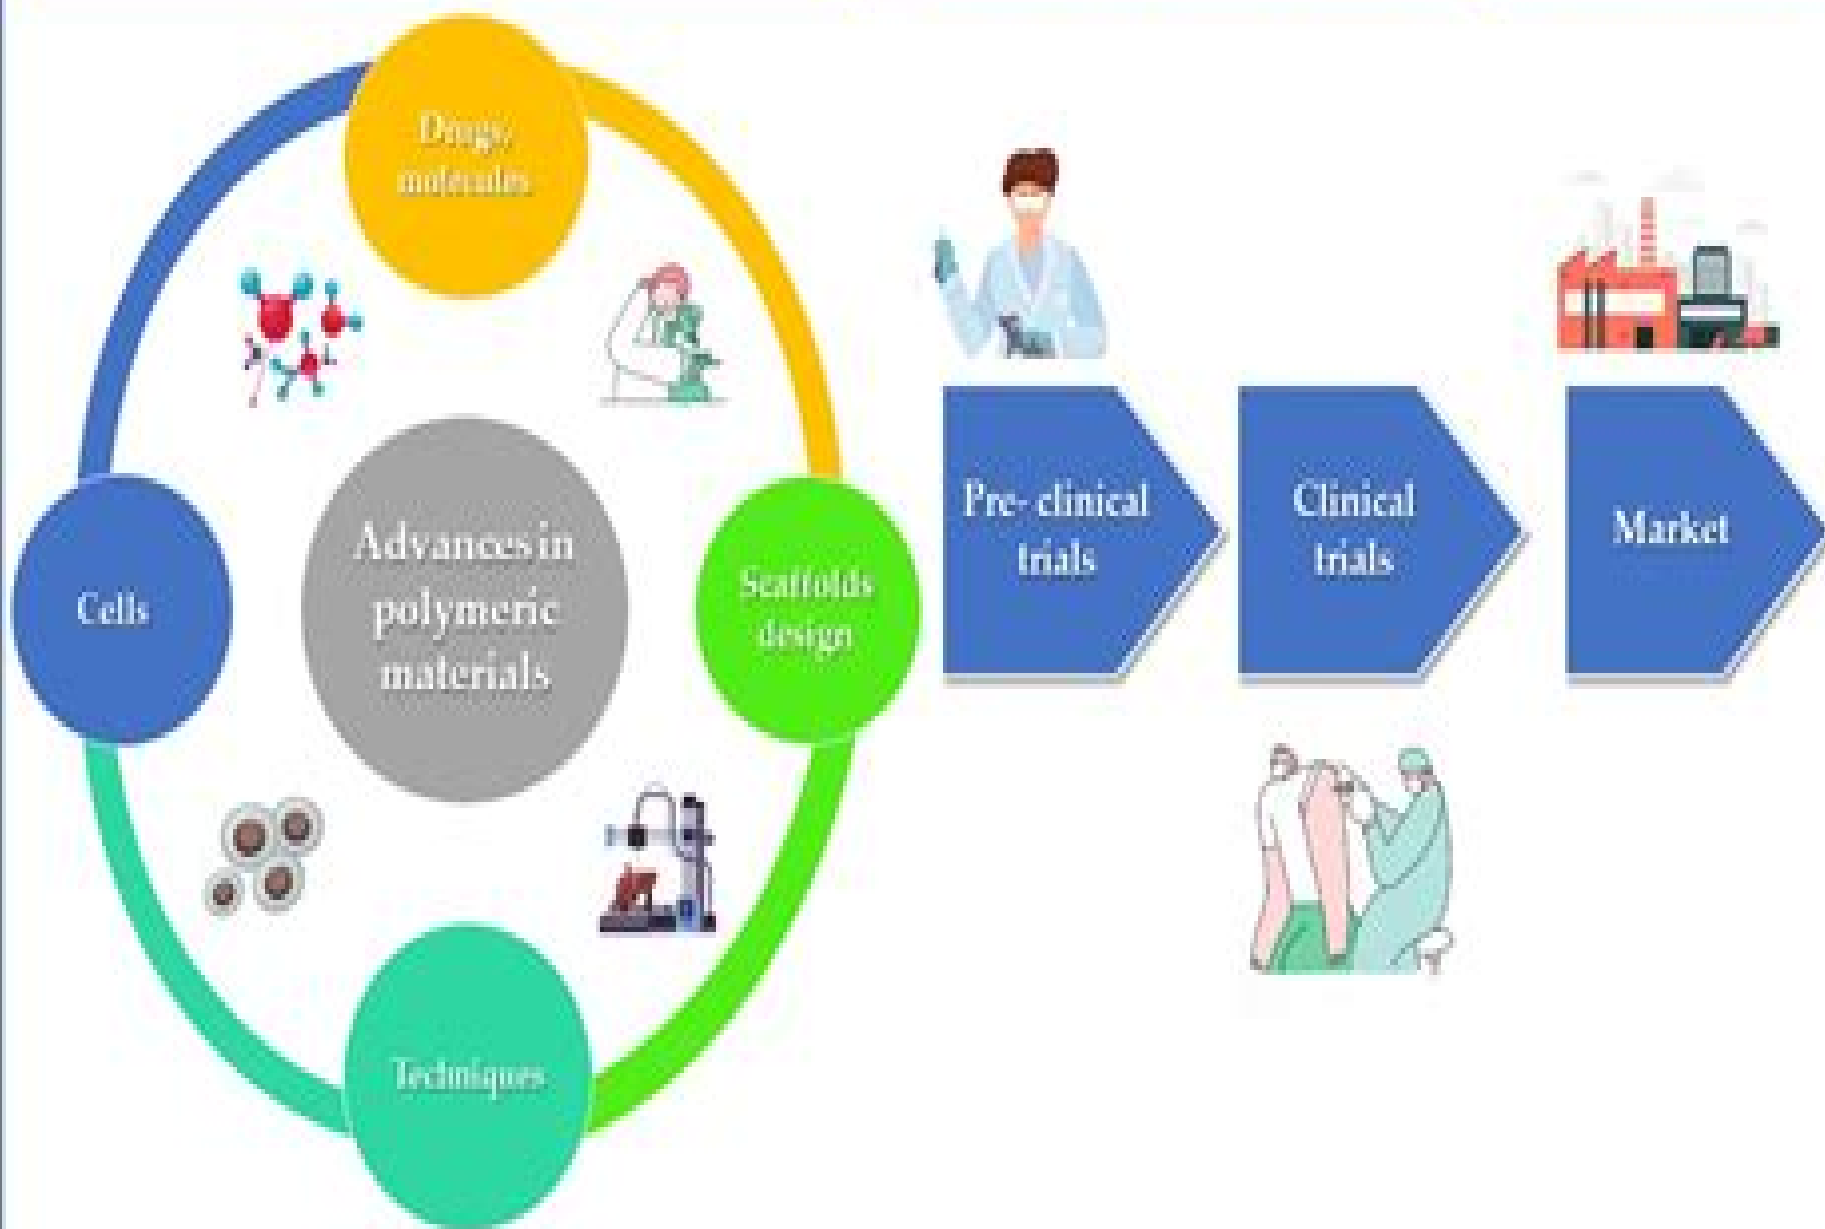 Drugs,
molecules
Cells
Advances in
polymeric
materials
Scaffolds
design
Techniques
Pre- clinical
trials
Clinical
trials
Market